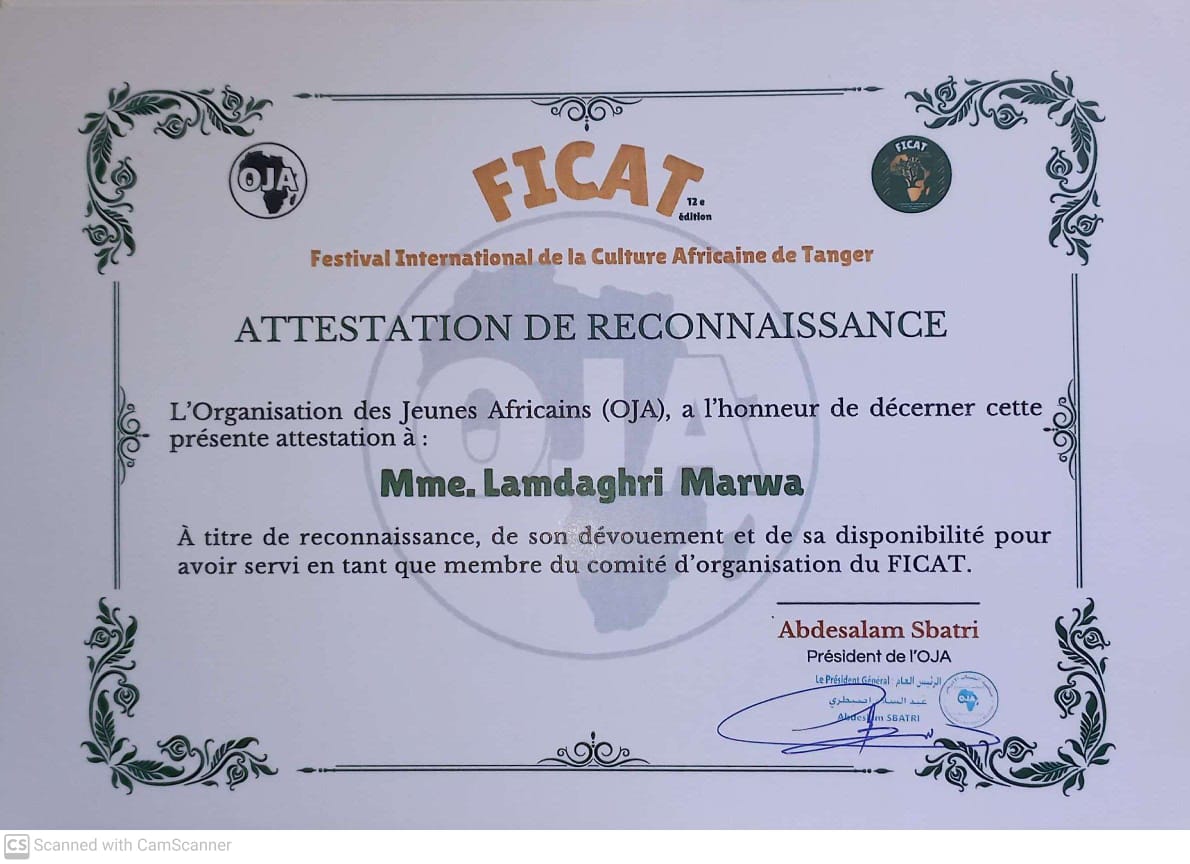 OJA
FICAT
12 e
édition
FICAT
Festival International de la Culture Africaine de Tanger
ATTESTATION DE RECONNAISSANCE
OJA
L'Organisation des Jeunes Africains (OJA), a l'honneur de décerner cette
présente attestation à :
Mme. Lamdaghri Marwa
À titre de reconnaissance, de son dévouement et de sa disponibilité pour
avoir servi en tant que membre du comité d'organisation du FICAT.
Abdesalam Sbatri
Président de l'OJA
Le Président Général : الرئيس العام
عبد السلام
Abdeslam SBATRI
OJA
CS Scanned with CamScanner